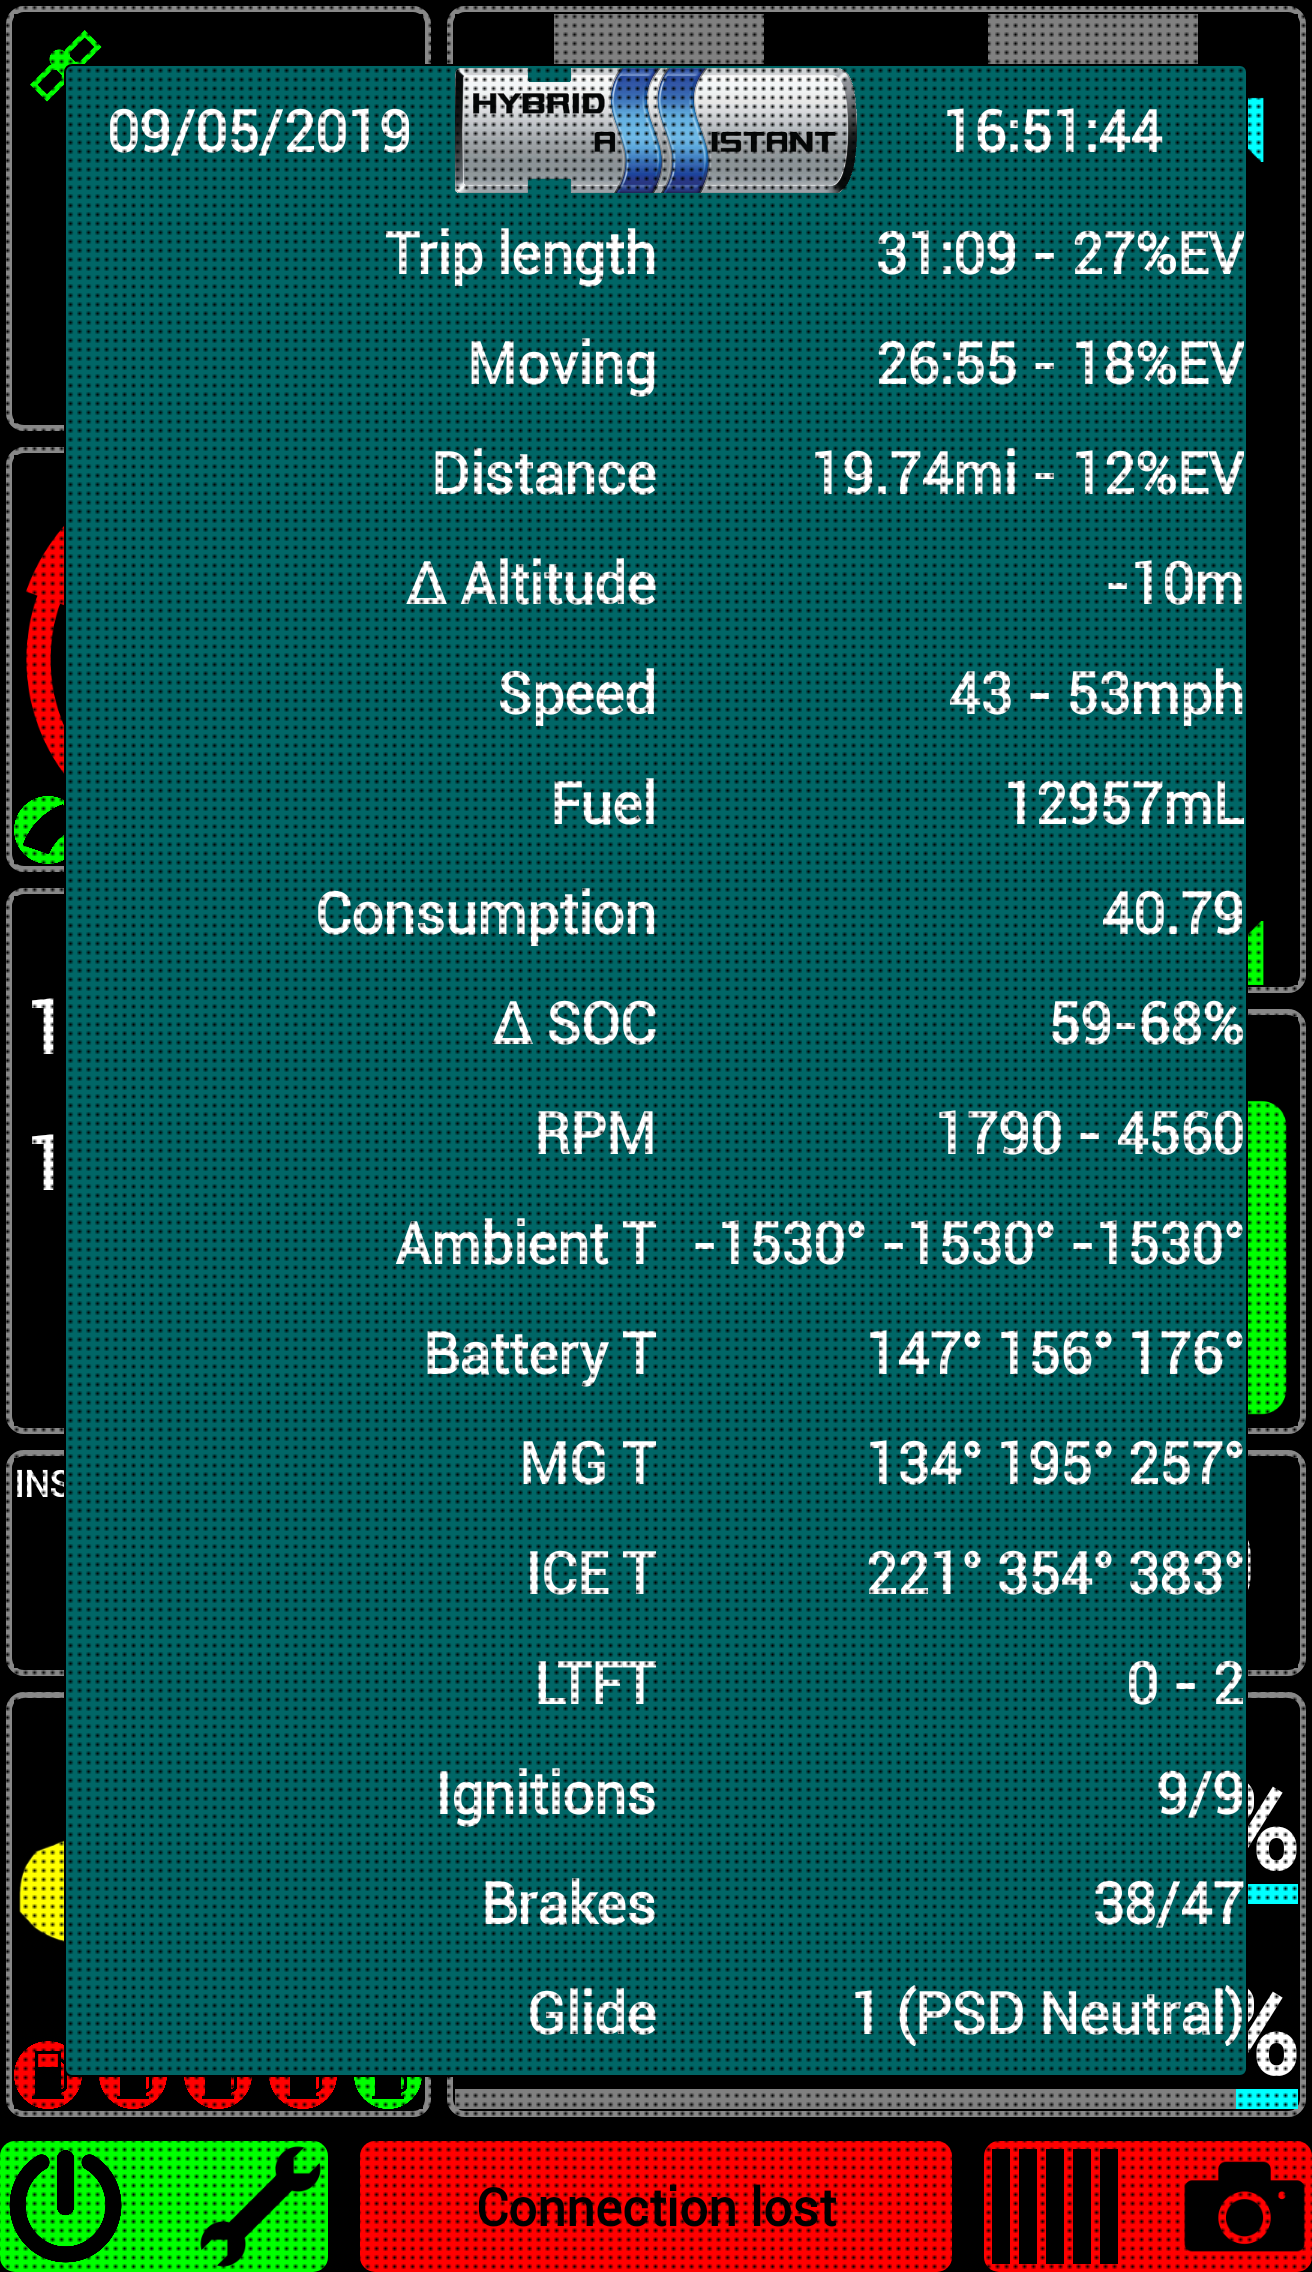 09/05/2019
HYBRID
ASSISTANT
16:51:44
Trip length 31:09 - 27%EV
Moving 26:55 - 18%EV
Distance 19.74mi - 12%EV
Δ Altitude -10m
Speed 43 - 53mph
Fuel 12957mL
Consumption 40.79
Δ SOC 59-68%
1
RPM 1790 - 4560
1
Ambient T -1530° -1530° -1530°
Battery T 147° 156° 176°
INS
MG T 134° 195° 257°
ICE T 221° 354° 383°
LTFT 0 - 2
Ignitions 9/9
%
Brakes 38/47
Glide 1 (PSD Neutral)
%
Connection lost